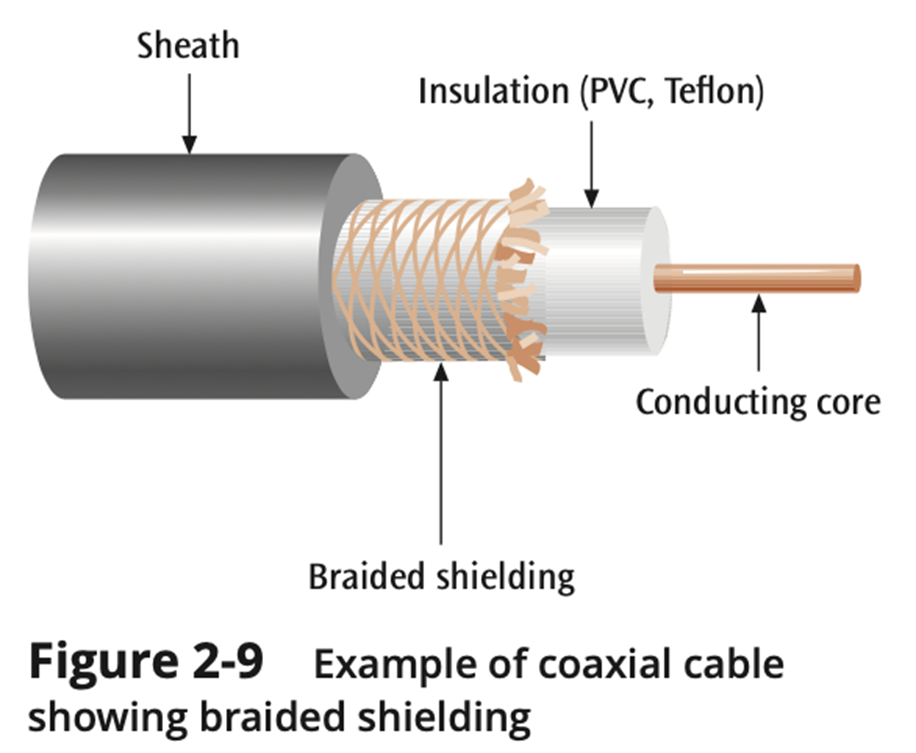 Sheath
Insulation (PVC, Teflon)
Conducting core
Braided shielding
Figure 2-9 Example of coaxial cable
showing braided shielding